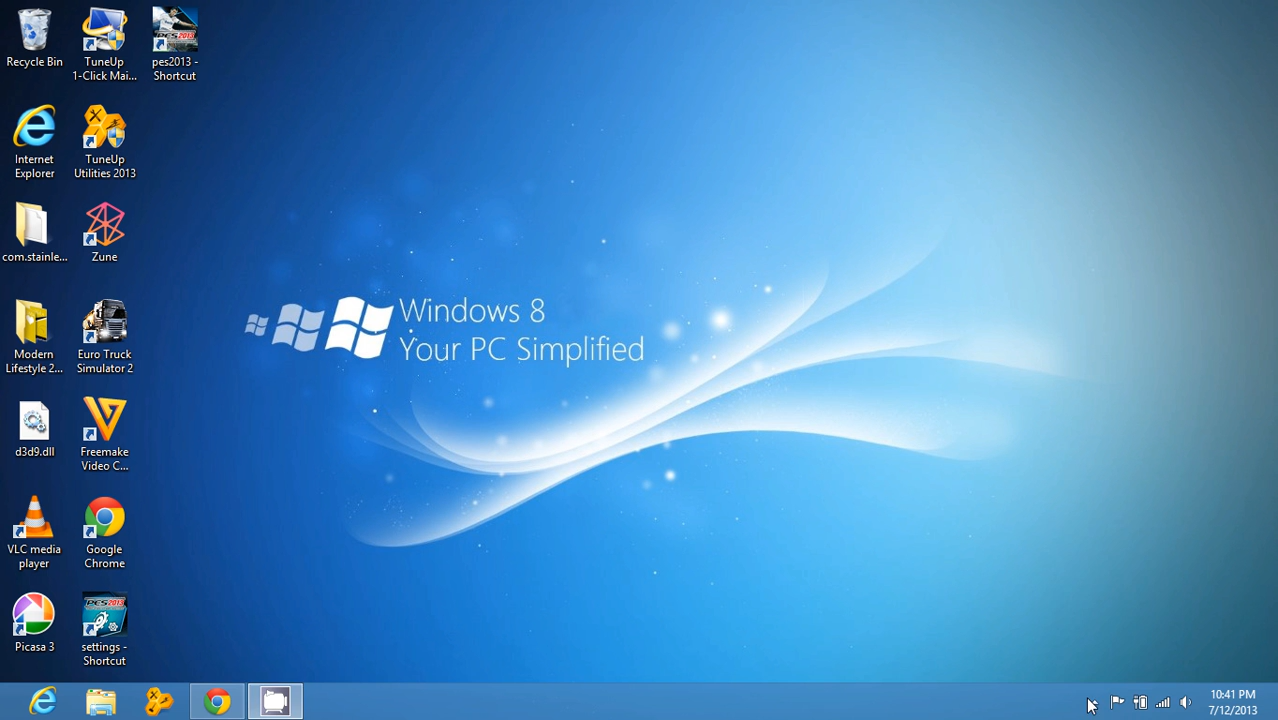 Recycle Bin
TuneUp
1-Click Mai...
pes2013 -
Shortcut
PES2013
Internet
Explorer
TuneUp
Utilities 2013
com.stainle...
Zune
Modern
Lifestyle 2...
Euro Truck
Simulator 2
d3d9.dll
Freemake
Video C...
VLC media
player
Google
Chrome
Picasa 3
PES2013
settings -
Shortcut
Windows 8
Your PC Simplified
10:41 PM
7/12/2013